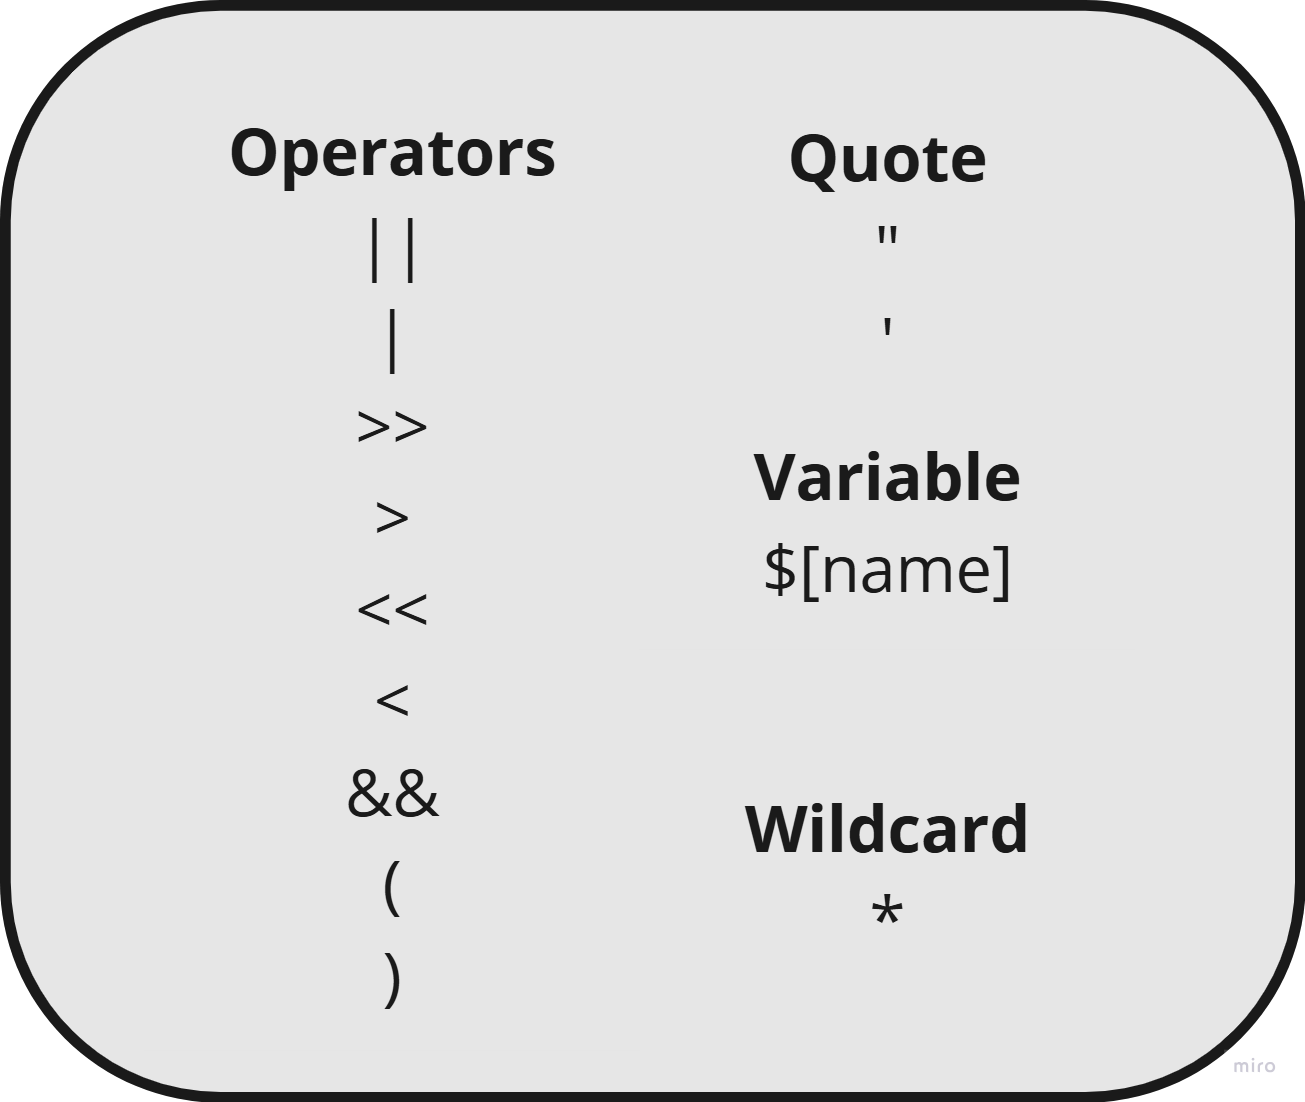 Operators
||
|
>>
>
<<
<
&&
(
)
Quote
"
'
Variable
$[name]
Wildcard
*
miro